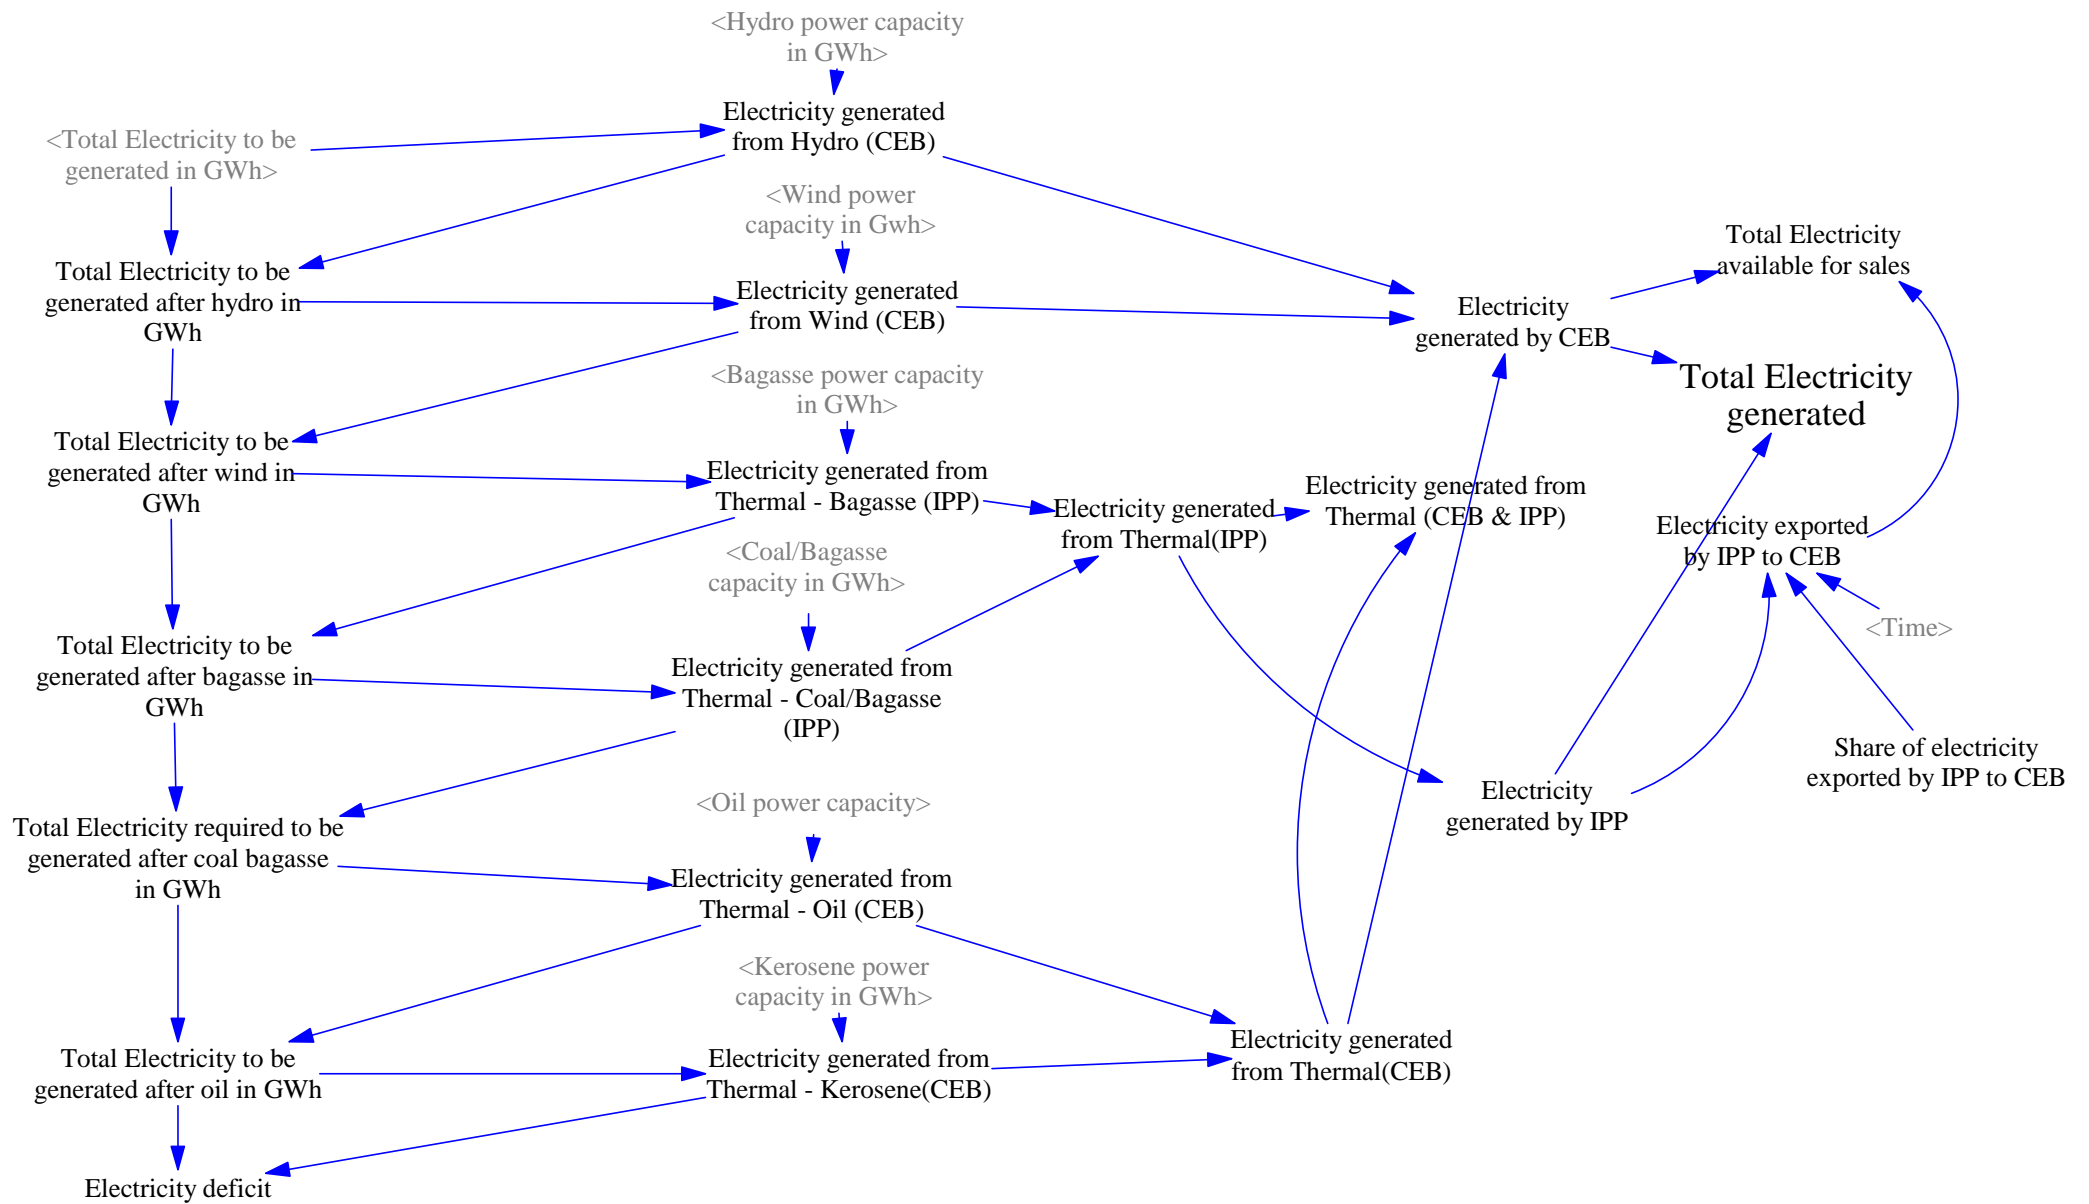 <Hydro power capacity
in GWh>
Electricity generated
from Hydro (CEB)
<Total Electricity to be
generated in GWh>
<Wind power
capacity in Gwh>
Total Electricity
available for sales
Total Electricity to be
generated after hydro in
GWh
Electricity generated
from Wind (CEB)
Electricity
generated by CEB
<Bagasse power capacity
in GWh>
Total Electricity
generated
Total Electricity to be
generated after wind in
GWh
Electricity generated from
Thermal - Bagasse (IPP)
Electricity generated
from Thermal(IPP)
Electricity generated from
Thermal (CEB & IPP)
Electricity exported
by IPP to CEB
<Coal/Bagasse
capacity in GWh>
<Time>
Total Electricity to be
generated after bagasse in
GWh
Electricity generated from
Thermal - Coal/Bagasse
(IPP)
Share of electricity
exported by IPP to CEB
Electricity
generated by IPP
<Oil power capacity>
Total Electricity required to be
generated after coal bagasse
in GWh
Electricity generated from
Thermal - Oil (CEB)
<Kerosene power
capacity in GWh>
Electricity generated
from Thermal(CEB)
Total Electricity to be
generated after oil in GWh
Electricity generated from
Thermal - Kerosene(CEB)
Electricity deficit